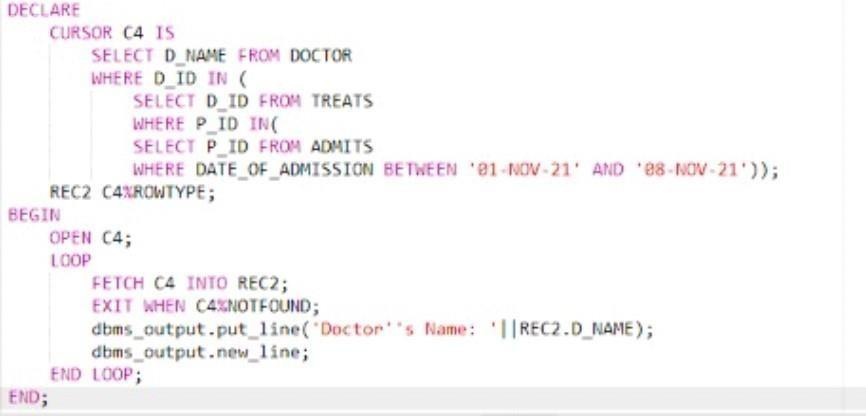 DECLARE
CURSOR C4 IS
SELECT D_NAME FROM DOCTOR
WHERE D_ID IN (
SELECT D_ID FROM TREATS
WHERE P_ID IN(
SELECT P_ID FROM ADMITS
WHERE DATE_OF_ADMISSION BETWEEN '01-NOV-21' AND '08-NOV-21'));
REC2 C4%ROWTYPE;
BEGIN
OPEN C4;
LOOP
FETCH C4 INTO REC2;
EXIT WHEN C4%NOTFOUND;
dbms_output.put_line('Doctor''s Name: '||REC2.D_NAME);
dbms_output.new_line;
END LOOP;
END;